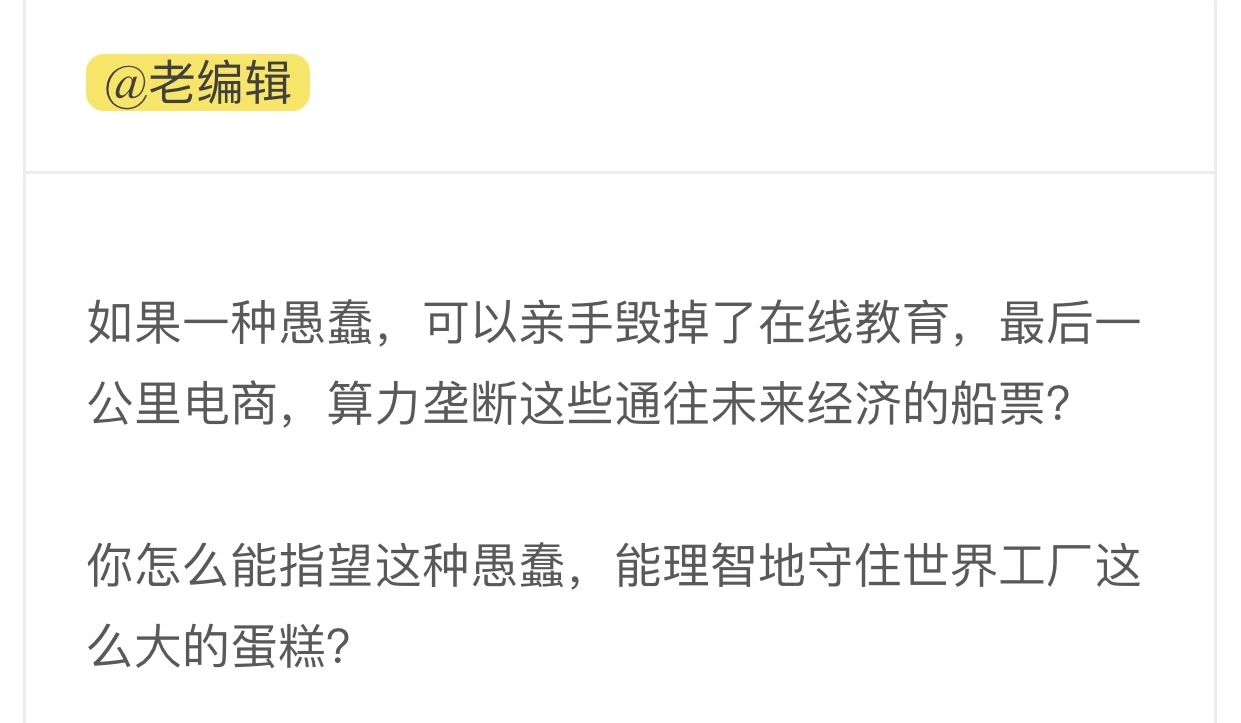 @老编辑
如果一种愚蠢，可以亲手毁掉了在线教育，最后一
公里电商，算力垄断这些通往未来经济的船票？
你怎么能指望这种愚蠢，能理智地守住世界工厂这
么大的蛋糕？